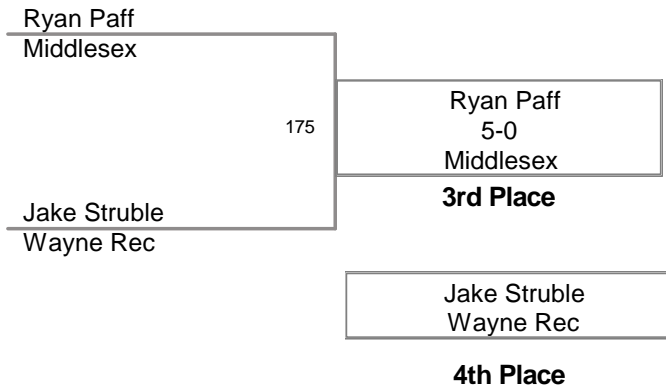 Ryan Paff
Middlesex
175
Ryan Paff
5-0
Middlesex
3rd Place
Jake Struble
Wayne Rec
Jake Struble
Wayne Rec
4th Place